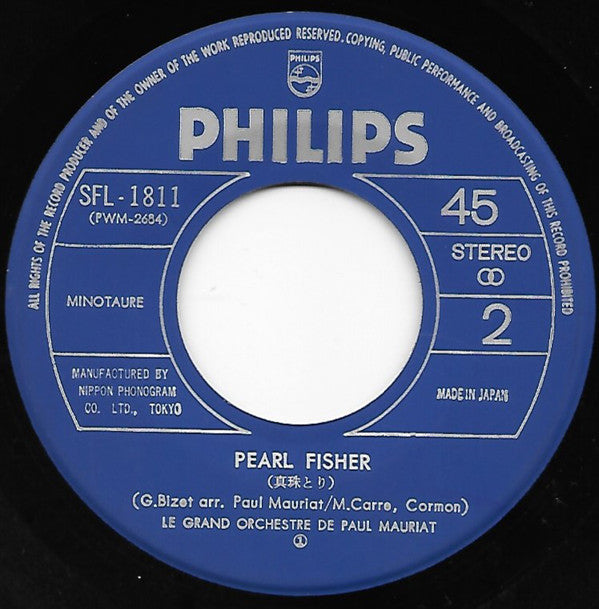 ALL RIGHTS OF THE RECORD PRODUCER AND OF THE OWNER OF THE WORK REPRODUCED RESERVED. COPYING, PUBLIC PERFORMANCE AND BROADCASTING OF THIS RECORD PROHIBITED
PHILIPS
PHILIPS
SFL-1811
(PWM-2684)
45
STEREO
MINOTAURE
2
MANUFACTURED BY
NIPPON PHONOGRAM
CO. LTD., TOKYO
MADE IN JAPAN
PEARL FISHER
(真珠とり)
(G.Bizet arr. Paul Mauriat/M.Carre, Cormon)
LE GRAND ORCHESTRE DE PAUL MAURIAT
①